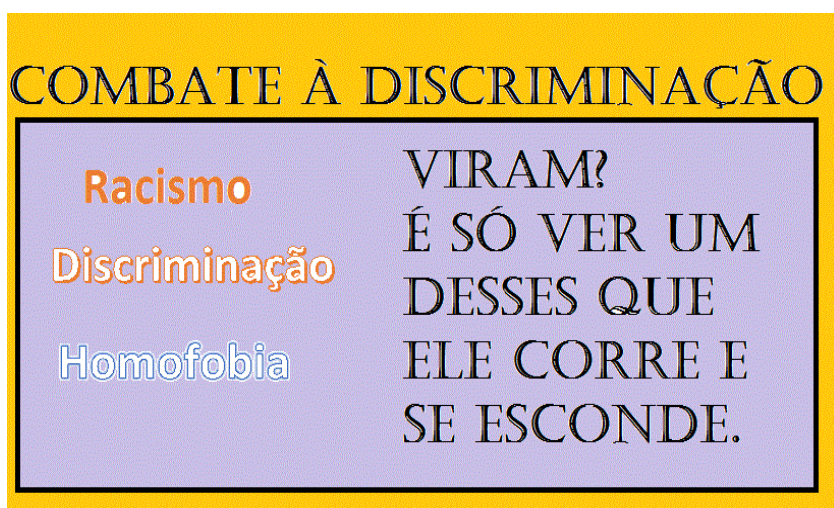 COMBATE À DISCRIMINAÇÃO
Racismo
Discriminação
Homofobia
VIRAM?
É SÓ VER UM
DESSES QUE
ELE CORRE E
SE ESCONDE.